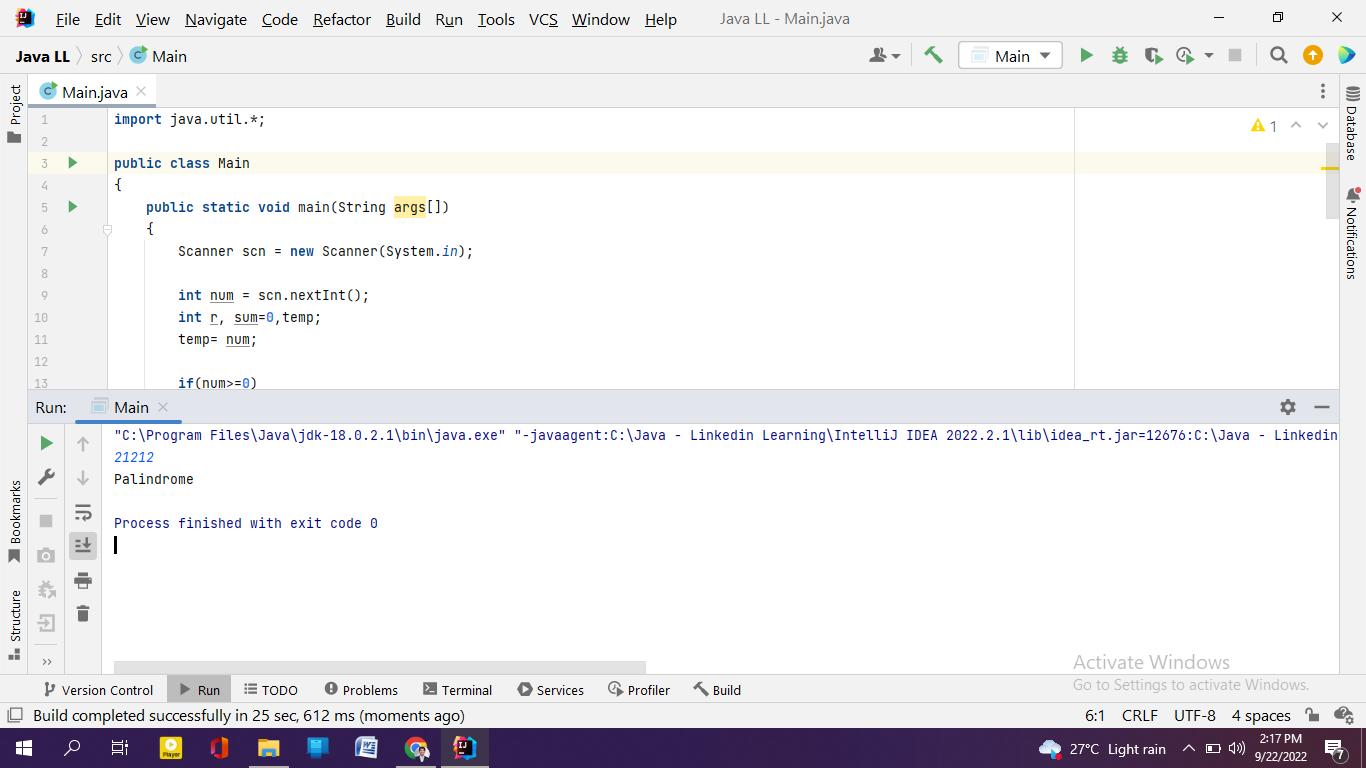 File Edit View Navigate Code Refactor Build Run Tools VCS Window Help Java LL - Main.java
Java LL src Main Main
Project
Main.java
1 import java.util.*;
2
3 public class Main
4 {
5 public static void main(String args[])
6 {
7 Scanner scn = new Scanner(System.in);
8
9 int num = scn.nextInt();
10 int r, sum=0,temp;
11 temp= num;
12
13 if(num>=0)
1
Database
Notifications
Run: Main
"C:\Program Files\Java\jdk-18.0.2.1\bin\java.exe" "-javaagent:C:\Java - Linkedin Learning\IntelliJ IDEA 2022.2.1\lib\idea_rt.jar=12676:C:\Java - Linkedin
21212
Palindrome
Process finished with exit code 0
Bookmarks
Structure
Activate Windows
Go to Settings to activate Windows.
Version Control Run TODO Problems Terminal Services Profiler Build
Build completed successfully in 25 sec, 612 ms (moments ago) 6:1 CRLF UTF-8 4 spaces
Player
27°C Light rain
2:17 PM
9/22/2022
7